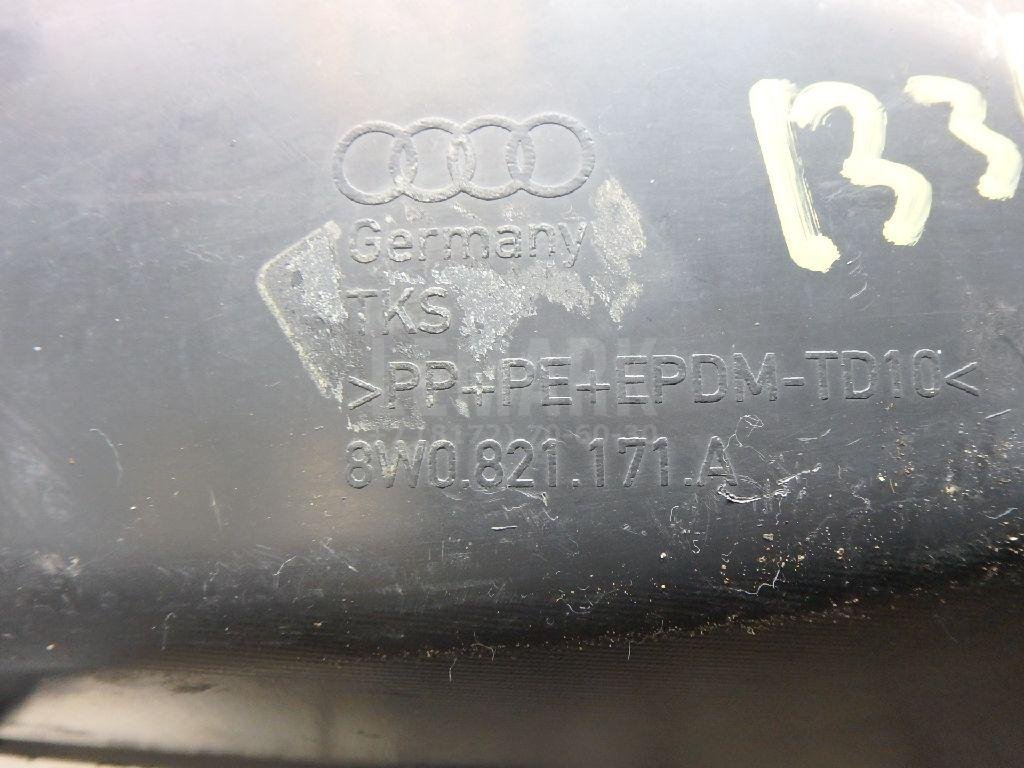 Germany
TKS
>PP+PE+EPDM-TD10<
8W0.821.171.A